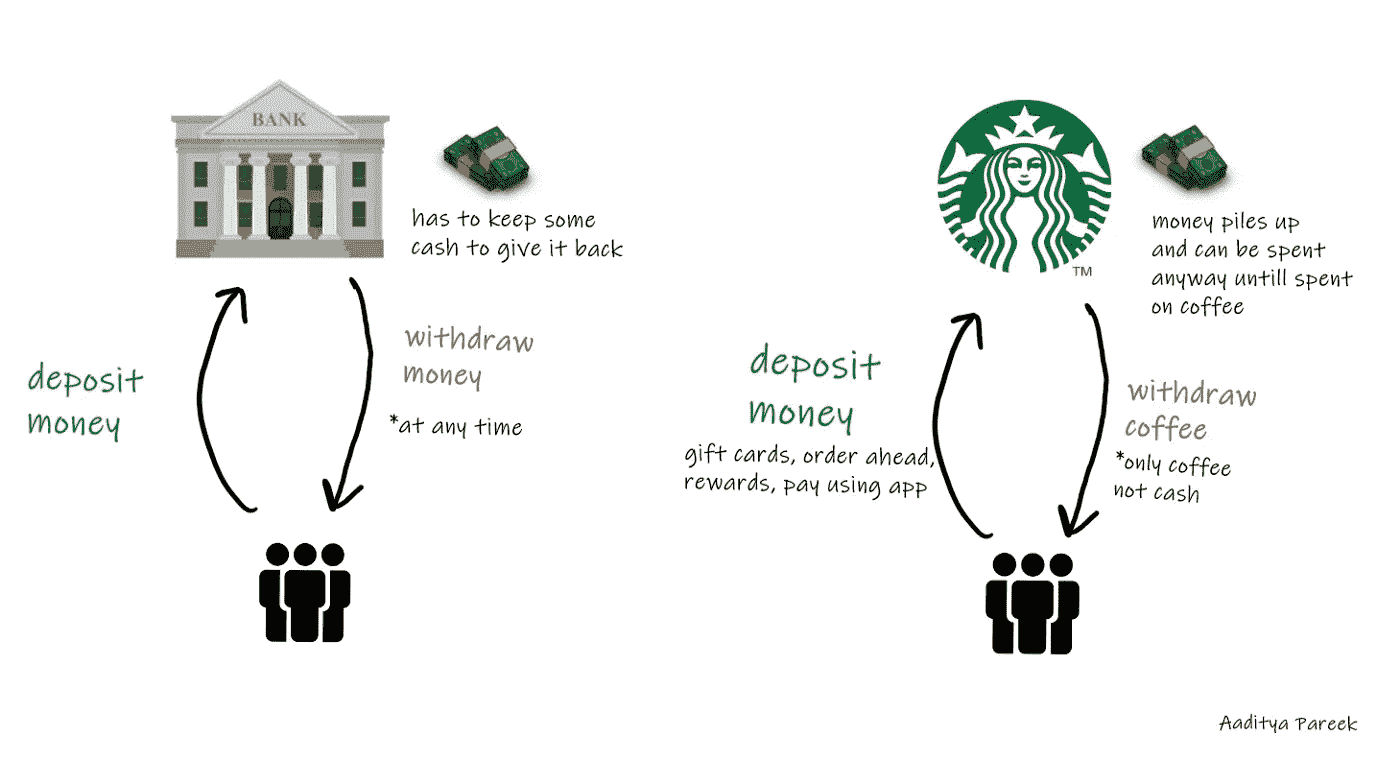 BANK
has to keep some
cash to give it back
deposit
money
withdraw
money
*at any time
TM
money piles up
and can be spent
anyway untill spent
on coffee
deposit
money
gift cards, order ahead,
rewards, pay using app
withdraw
coffee
*only coffee
not cash
Aaditya Pareek